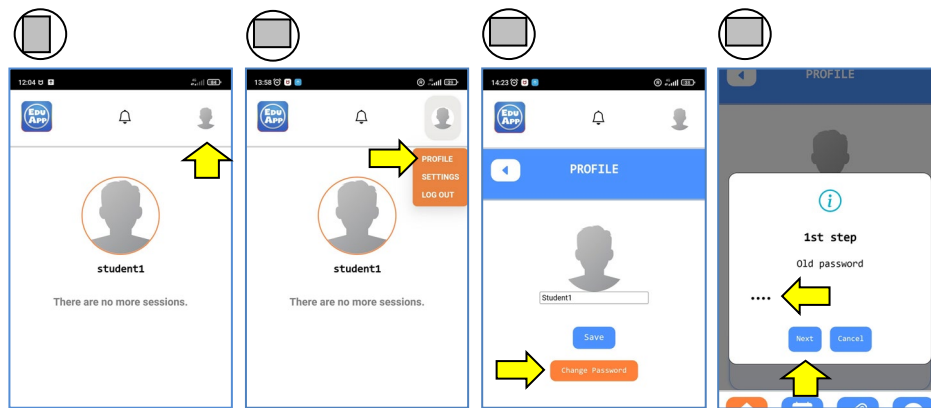 12:04
EDU
APP
student1
There are no more sessions.
13:58
EDU
APP
PROFILE
SETTINGS
LOG OUT
student1
There are no more sessions.
14:23
EDU
APP
PROFILE
Student1
Save
Change Password
PROFILE
1st step
Old password
Next Cancel